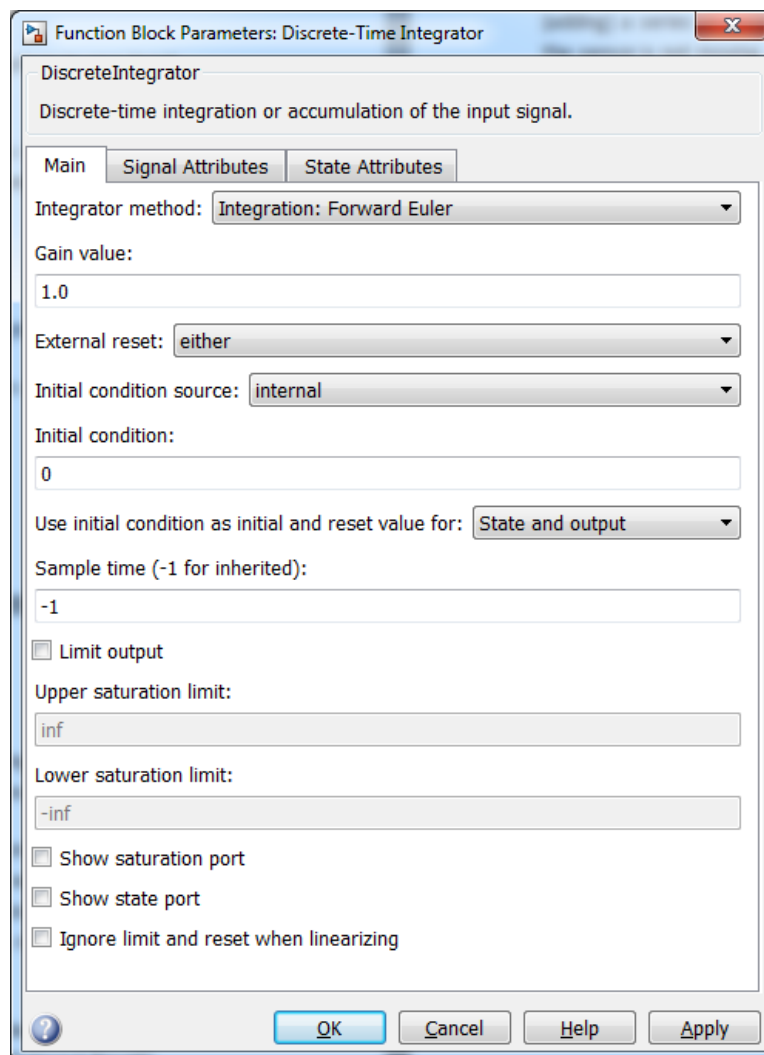 Function Block Parameters: Discrete-Time Integrator
DiscreteIntegrator
Discrete-time integration or accumulation of the input signal.
Main Signal Attributes State Attributes
Integrator method: Integration: Forward Euler
Gain value:
1.0
External reset: either
Initial condition source: internal
Initial condition:
0
Use initial condition as initial and reset value for: State and output
Sample time (-1 for inherited):
-1
Limit output
Upper saturation limit:
inf
Lower saturation limit:
-inf
Show saturation port
Show state port
Ignore limit and reset when linearizing
OK Cancel Help Apply